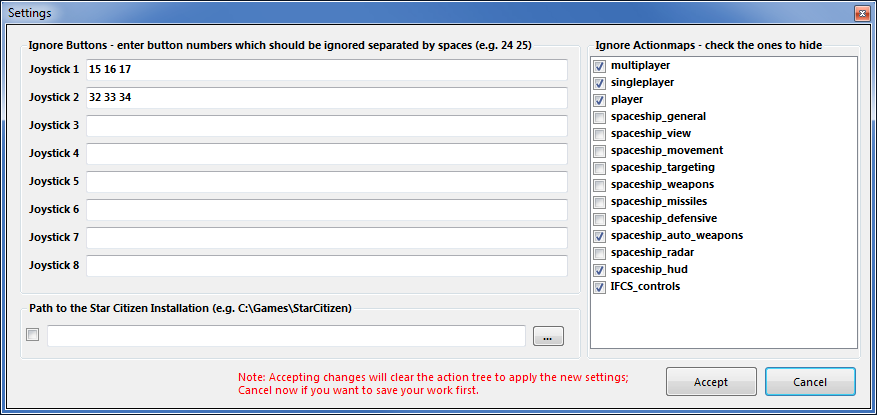 Settings
Ignore Buttons - enter button numbers which should be ignored separated by spaces (e.g. 24 25)
Joystick 1 15 16 17
Joystick 2 32 33 34
Joystick 3
Joystick 4
Joystick 5
Joystick 6
Joystick 7
Joystick 8
Path to the Star Citizen Installation (e.g. C:\Games\StarCitizen)
...
Ignore Actionmaps - check the ones to hide
multiplayer
singleplayer
player
spaceship_general
spaceship_view
spaceship_movement
spaceship_targeting
spaceship_weapons
spaceship_missiles
spaceship_defensive
spaceship_auto_weapons
spaceship_radar
spaceship_hud
IFCS_controls
Note: Accepting changes will clear the action tree to apply the new settings;
Cancel now if you want to save your work first.
Accept
Cancel